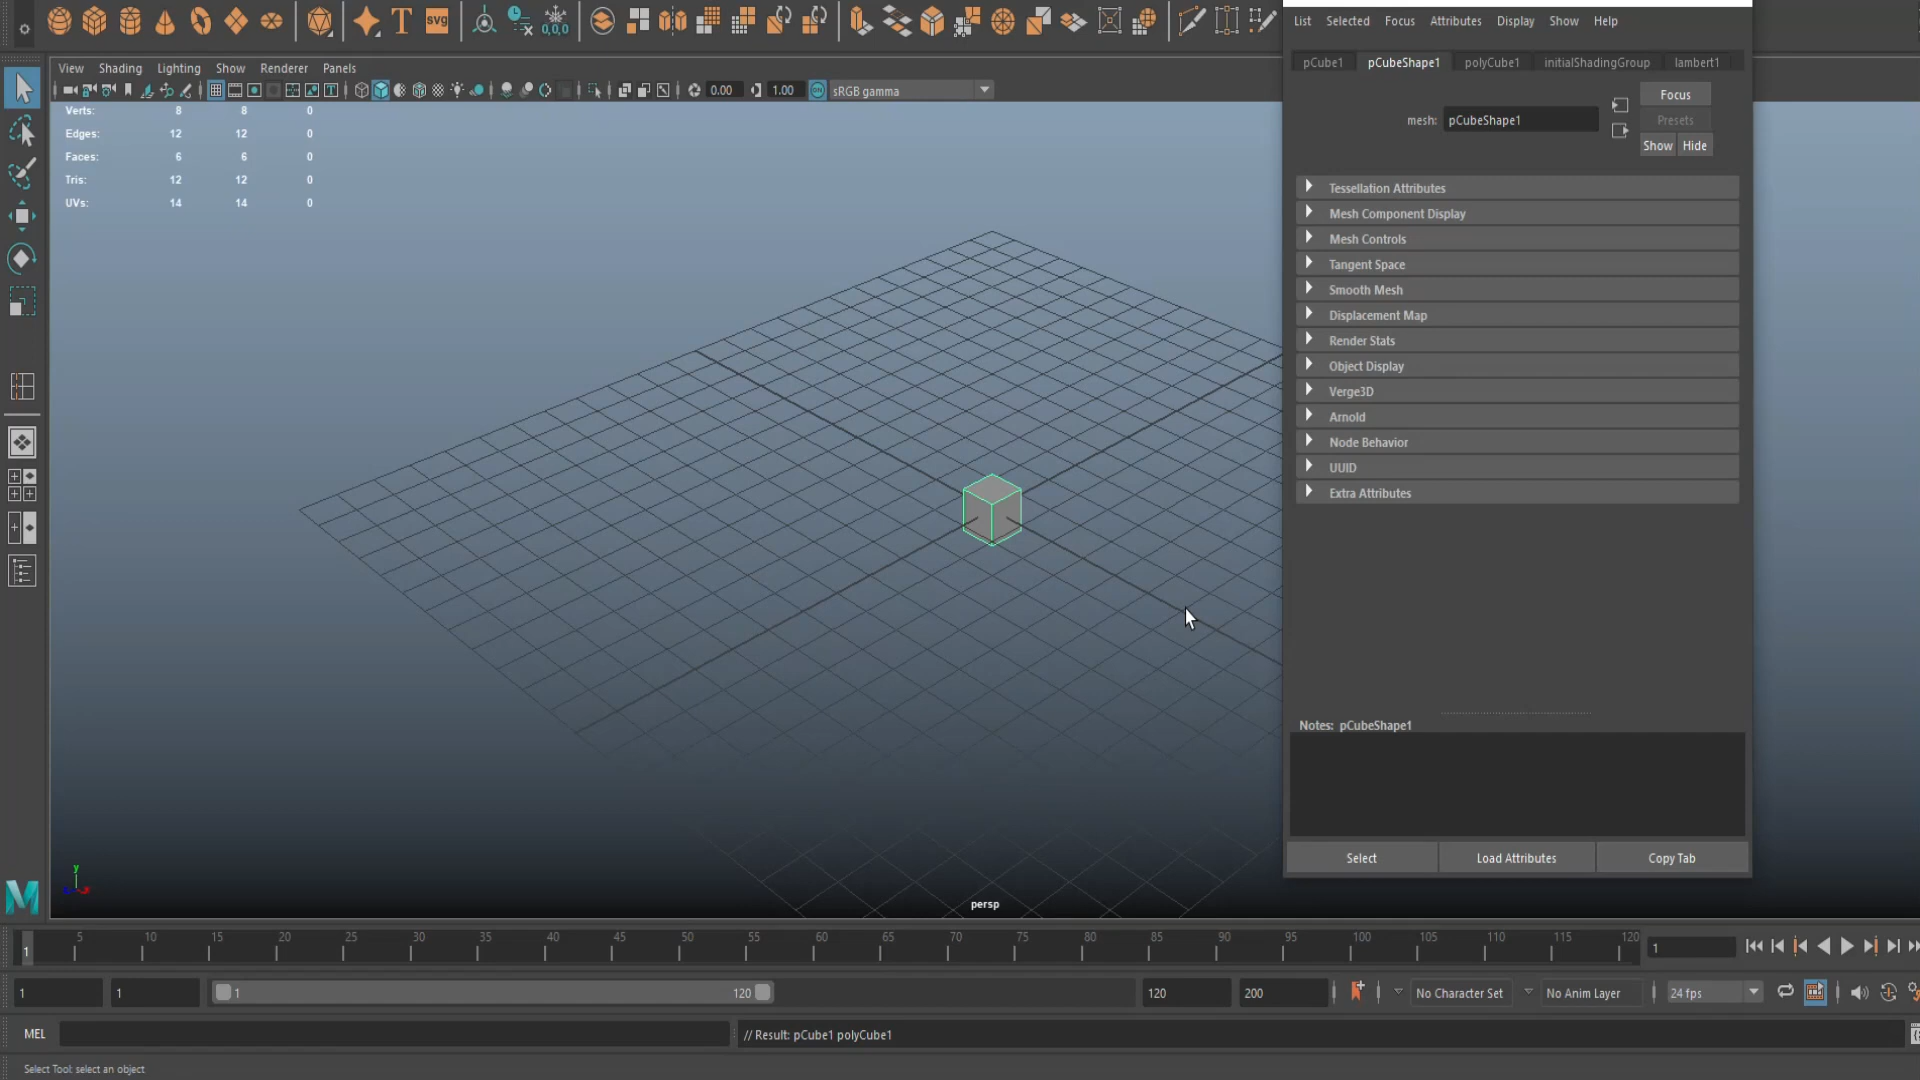 svg
0,0,0
List Selected Focus Attributes Display Show Help
View Shading Lighting Show Renderer Panels
pCube1 pCubeShape1 polyCube1 initialShadingGroup lambert1
0.00 1.00 ON sRGB gamma
Focus
mesh: pCubeShape1 Presets
Show Hide
Verts: 8 8 0
Edges: 12 12 0
Faces: 6 6 0
Tris: 12 12 0
UVs: 14 14 0
Tessellation Attributes
Mesh Component Display
Mesh Controls
Tangent Space
Smooth Mesh
Displacement Map
Render Stats
Object Display
Verge3D
Arnold
Node Behavior
UUID
Extra Attributes
Notes: pCubeShape1
Select Load Attributes Copy Tab
y
persp
M
5 10 15 20 25 30 35 40 45 50 55 60 65 70 75 80 85 90 95 100 105 110 115 120
1 1
1 1 1 120 120 200 No Character Set No Anim Layer 24 fps
MEL // Result: pCube1 polyCube1
Select Tool: select an object